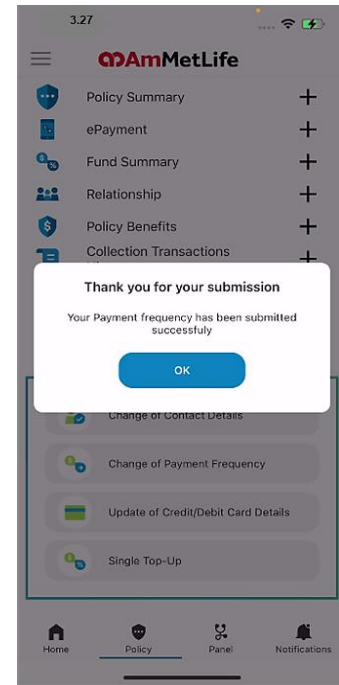 3.27
AmMetLife
Policy Summary
ePayment
Fund Summary
Relationship
Policy Benefits
Collection Transactions
Thank you for your submission
Your Payment frequency has been submitted
successfuly
OK
Change of Contact Details
Change of Payment Frequency
Update of Credit/Debit Card Details
Single Top-Up
Home
Policy
Panel
Notifications